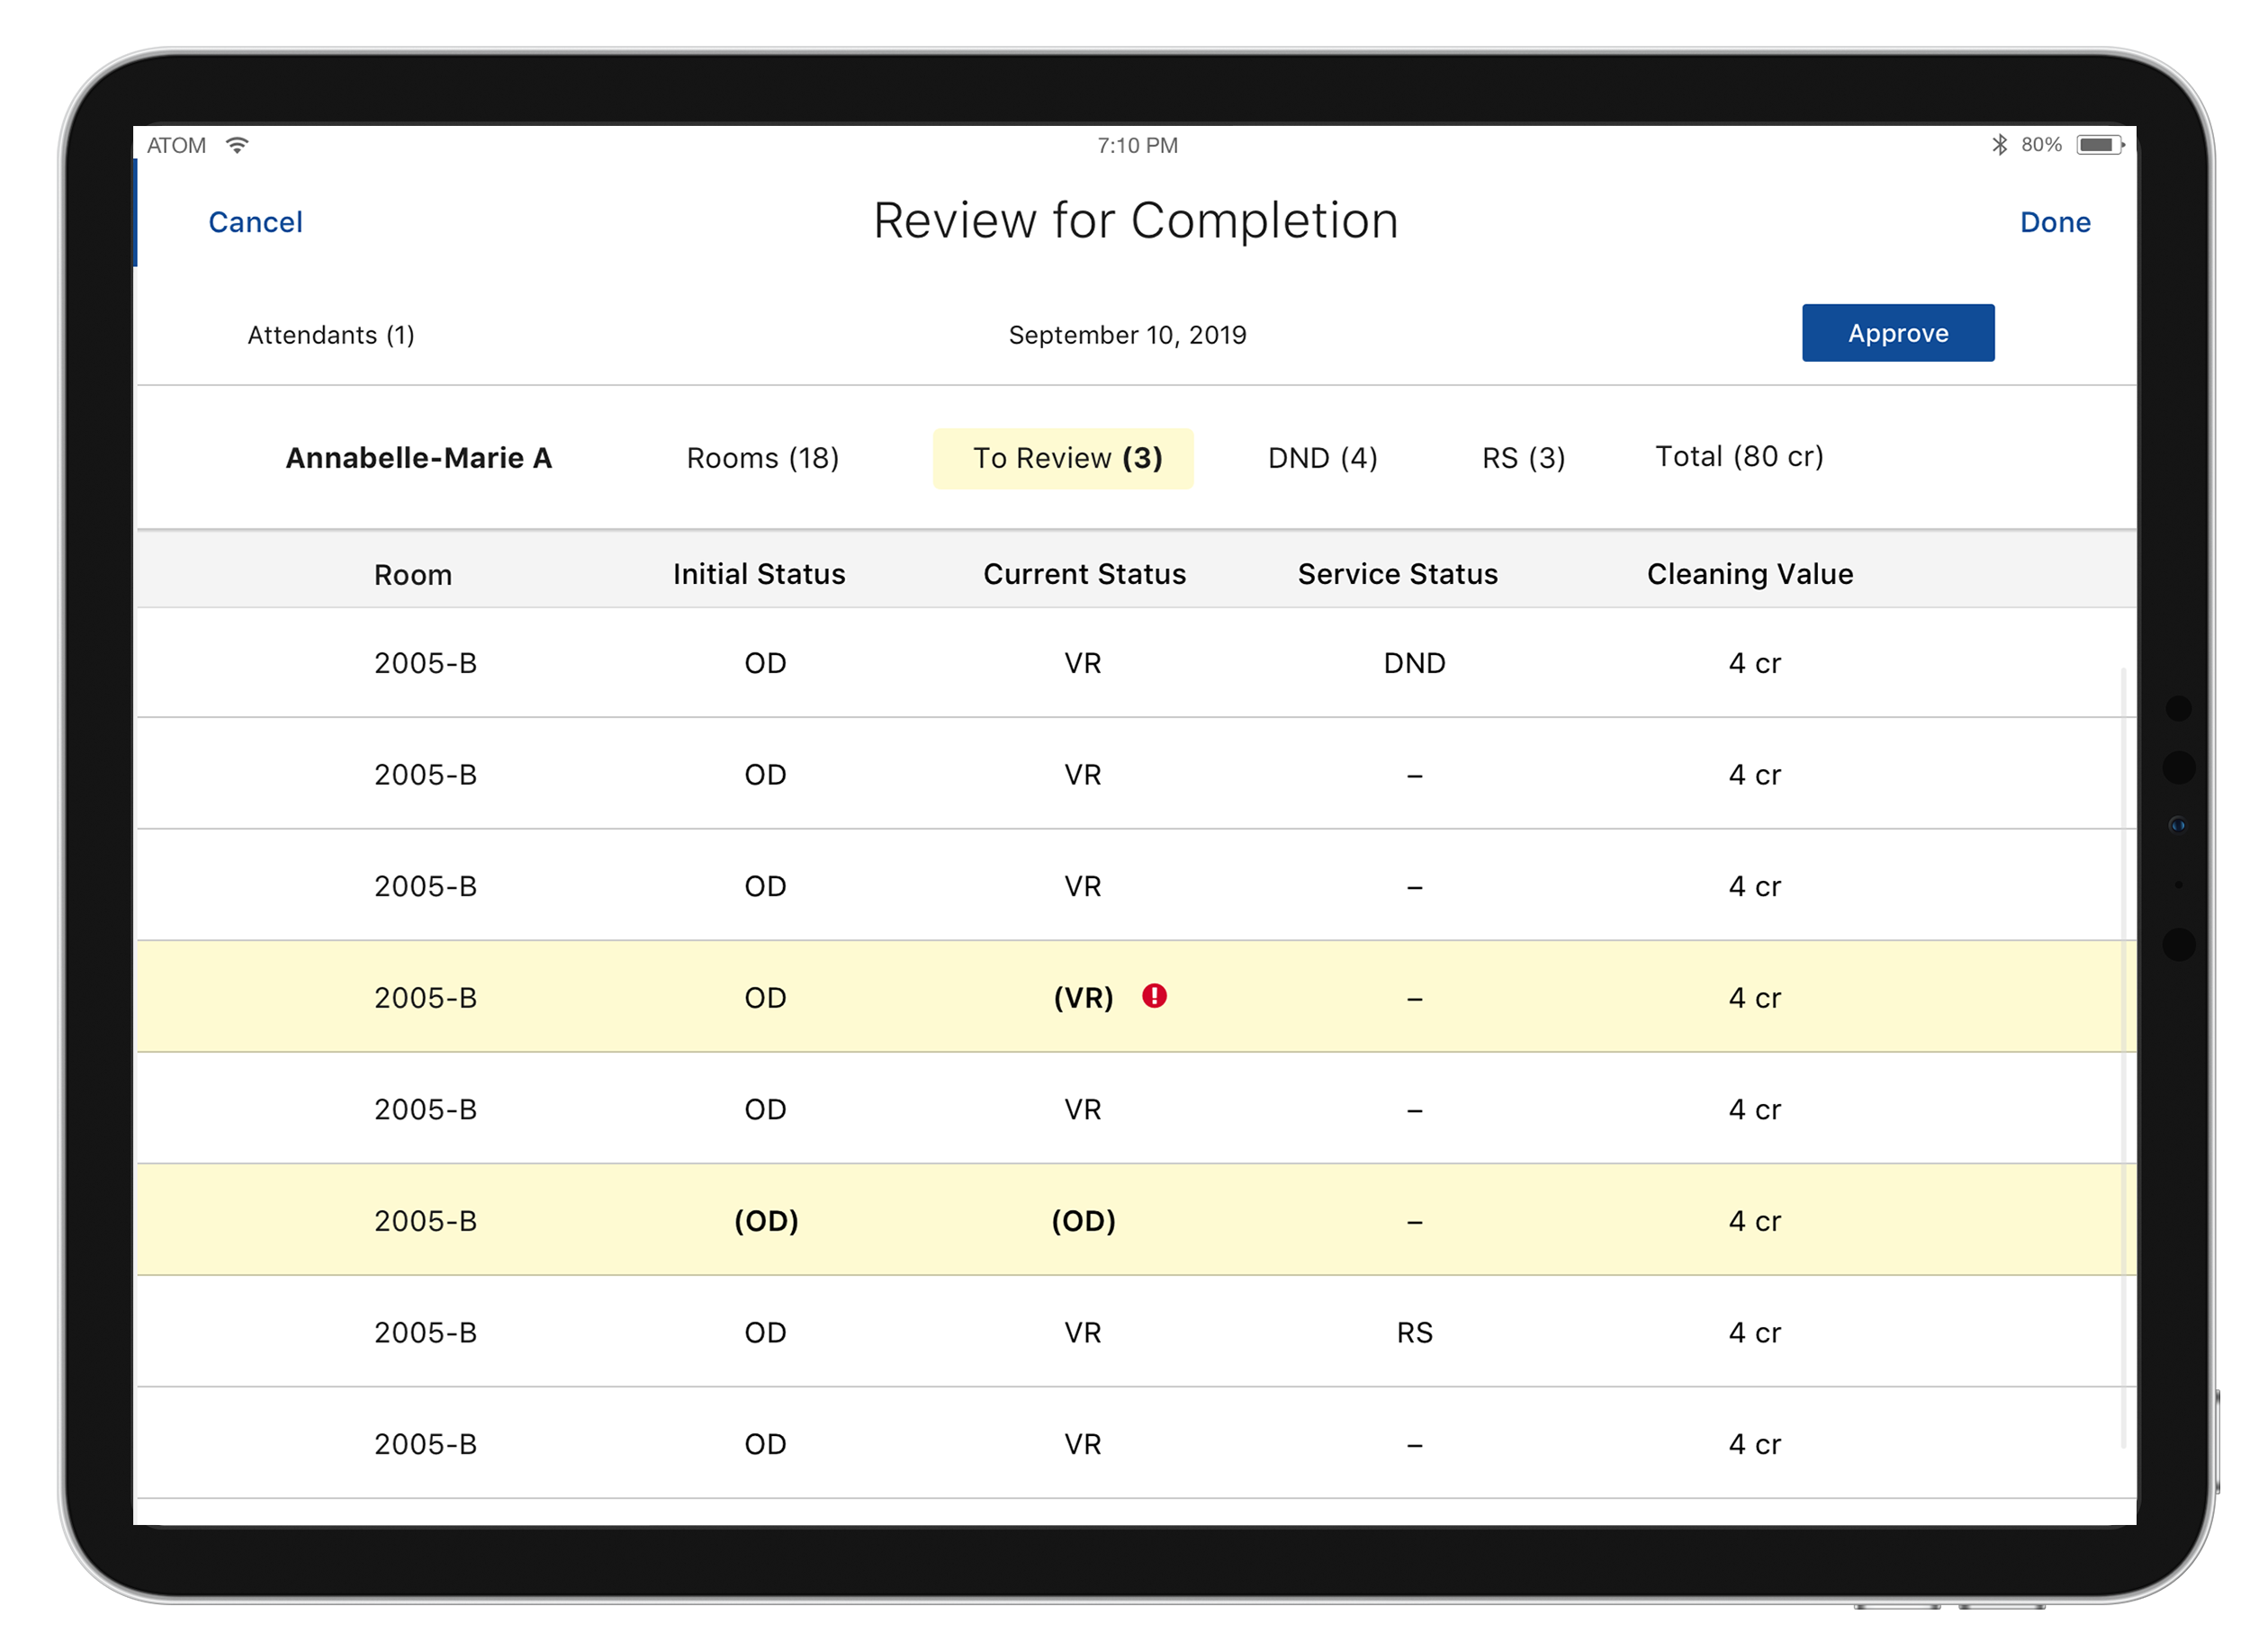 ATOM 7:10 PM 80%
Cancel Review for Completion Done
Attendants (1) September 10, 2019 Approve
Annabelle-Marie A Rooms (18) To Review (3) DND (4) RS (3) Total (80 cr)
Room Initial Status Current Status Service Status Cleaning Value
2005-B OD VR DND 4 cr
2005-B OD VR – 4 cr
2005-B OD VR – 4 cr
2005-B OD (VR) – 4 cr
2005-B OD VR – 4 cr
2005-B (OD) (OD) – 4 cr
2005-B OD VR RS 4 cr
2005-B OD VR – 4 cr